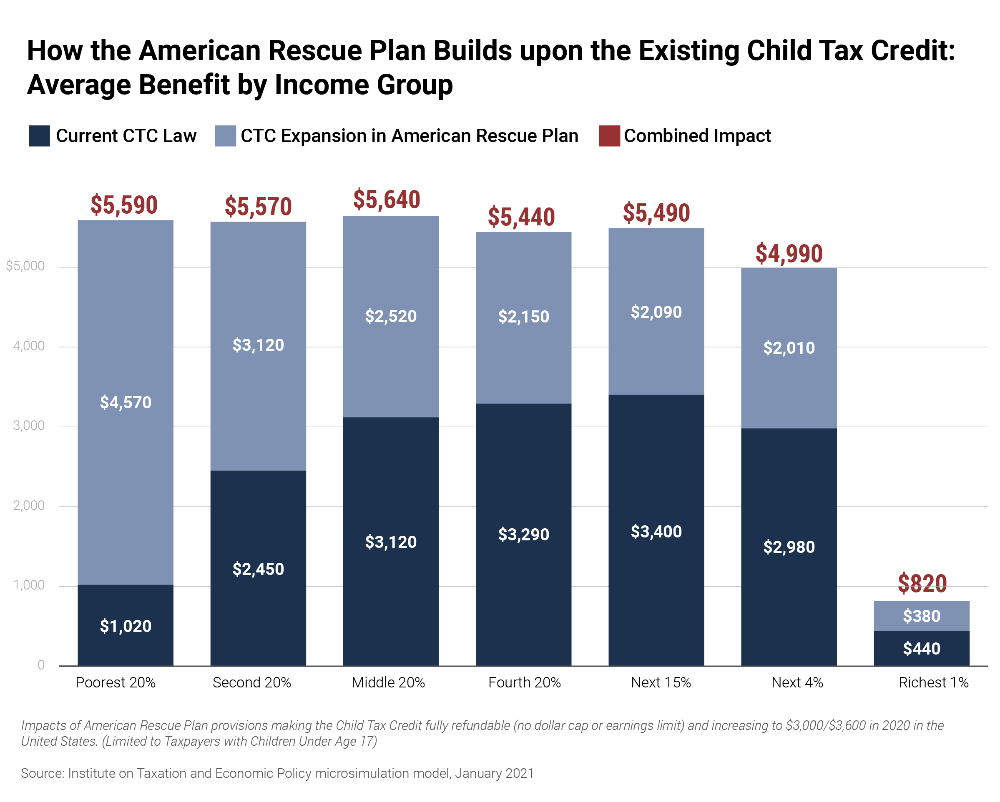 How the American Rescue Plan Builds upon the Existing Child Tax Credit:
Average Benefit by Income Group
Current CTC Law
CTC Expansion in American Rescue Plan
Combined Impact
$5,590
$5,570
$5,640
$5,440
$5,490
$4,990
$820
$5,000
4,000
3,000
2,000
1,000
0
$4,570
$3,120
$2,520
$2,150
$2,090
$2,010
$380
$1,020
$2,450
$3,120
$3,290
$3,400
$2,980
$440
Poorest 20%
Second 20%
Middle 20%
Fourth 20%
Next 15%
Next 4%
Richest 1%
Impacts of American Rescue Plan provisions making the Child Tax Credit fully refundable (no dollar cap or earnings limit) and increasing to $3,000/$3,600 in 2020 in the
United States. (Limited to Taxpayers with Children Under Age 17)
Source: Institute on Taxation and Economic Policy microsimulation model, January 2021